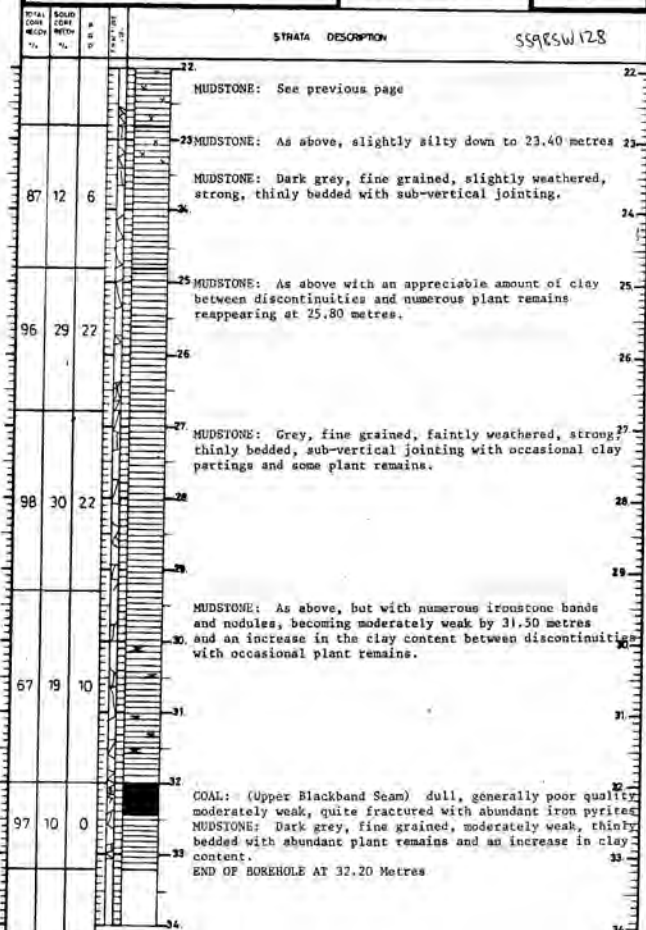 TOTAL CORE RECOV %
SOLID CORE RECOV %
R Q D
STRATA DESCRIPTION
SS98SW128
22
22
MUDSTONE: See previous page
23
MUDSTONE: As above, slightly silty down to 23.40 metres
23
MUDSTONE: Dark grey, fine grained, slightly weathered,
strong, thinly bedded with sub-vertical jointing.
87 12 6
24
24
25
MUDSTONE: As above with an appreciable amount of clay
25
between discontinuities and numerous plant remains
reappearing at 25.80 metres.
96 29 22
26
26
27
MUDSTONE: Grey, fine grained, faintly weathered, strong,
27
thinly bedded, sub-vertical jointing with occasional clay
partings and some plant remains.
98 30 22
28
28
29
29
MUDSTONE: As above, but with numerous ironstone bands
and nodules, becoming moderately weak by 31.50 metres
30
and an increase in the clay content between discontinuities
30
with occasional plant remains.
67 19 10
31
31
32
32
COAL: (Upper Blackband Seam) dull, generally poor quality
moderately weak, quite fractured with abundant iron pyrites
97 10 0
MUDSTONE: Dark grey, fine grained, moderately weak, thinly
bedded with abundant plant remains and an increase in clay
33
content.
33
END OF BOREHOLE AT 32.20 Metres
34
34